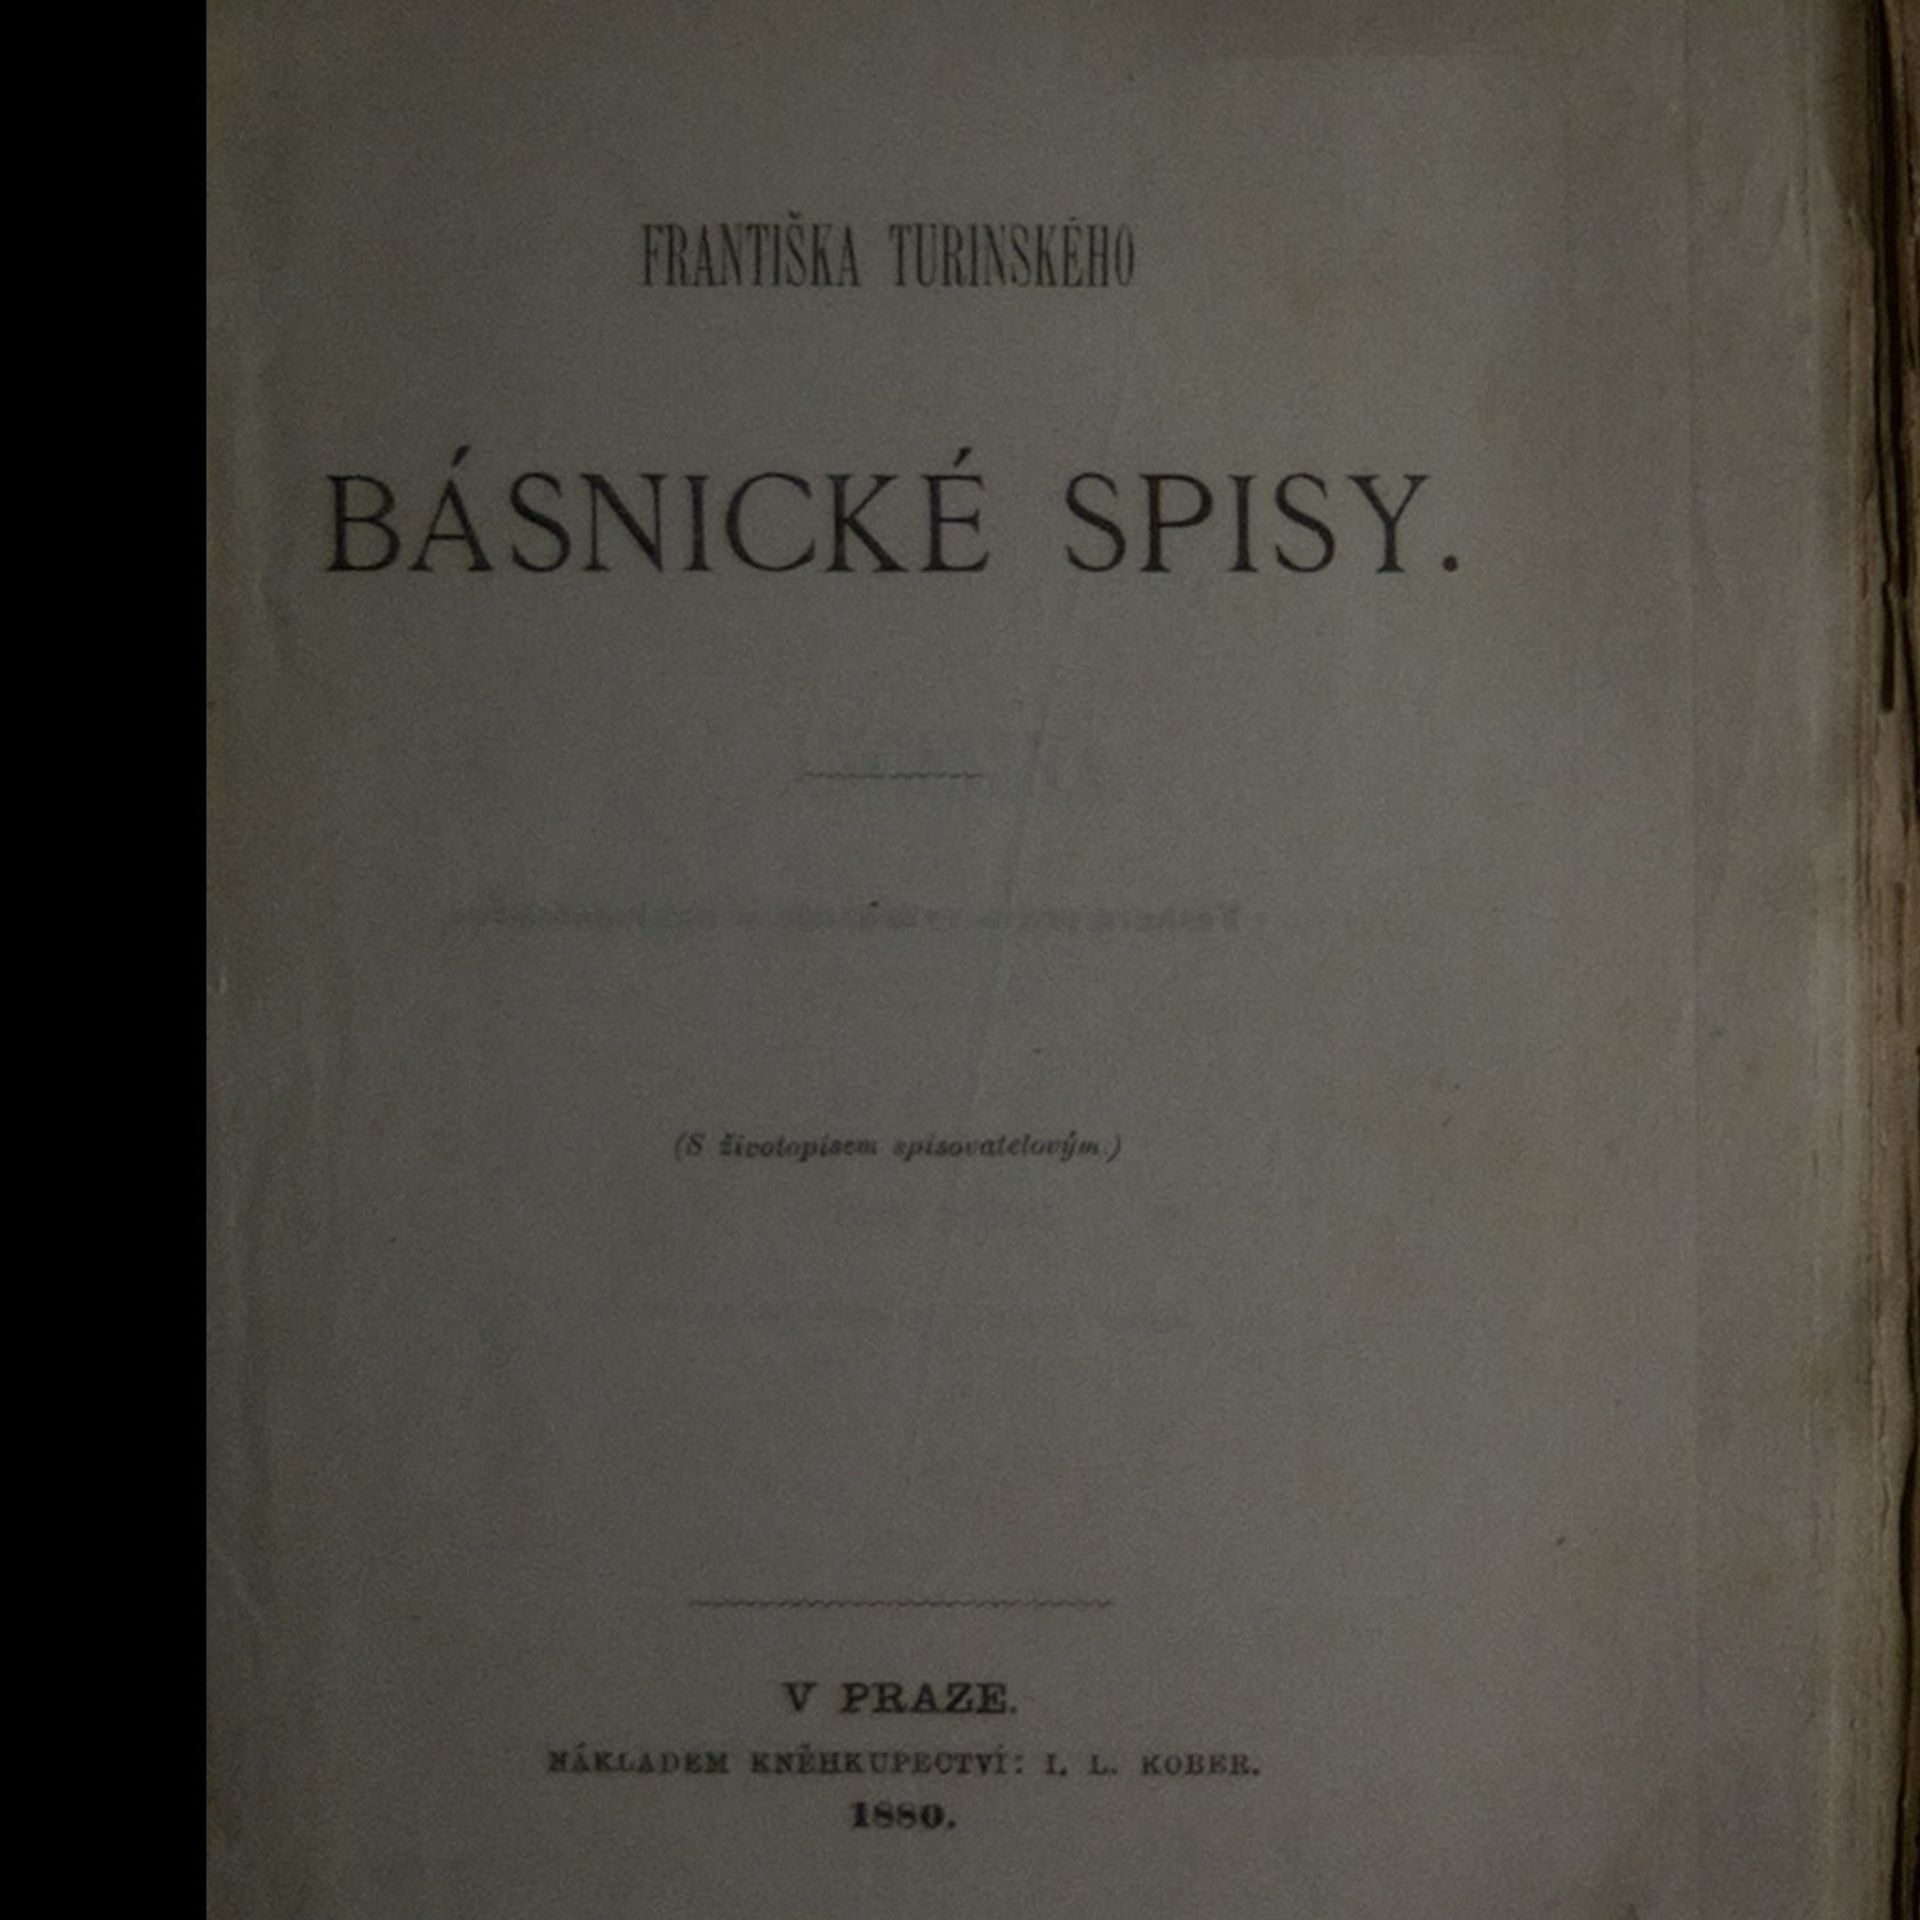 FRANTIŠKA TURINSKÉHO
BÁSNICKÉ SPISY.
(S životopisem spisovatelovým.)
V PRAZE.
NÁKLADEM KNĚHKUPECTVÍ: I. L. KOBER.
1880.